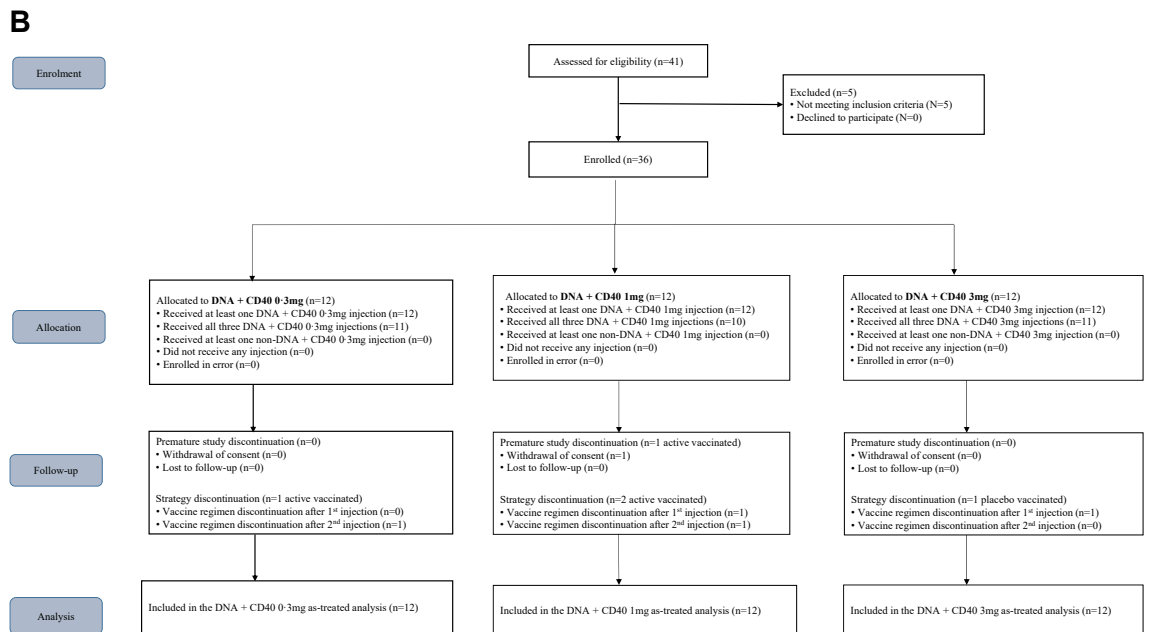 B
Enrolment
Assessed for eligibility (n=41)
Excluded (n=5)
• Not meeting inclusion criteria (N=5)
• Declined to participate (N=0)
Enrolled (n=36)
Allocation
Allocated to DNA + CD40 0·3mg (n=12)
• Received at least one DNA + CD40 0·3mg injection (n=12)
• Received all three DNA + CD40 0·3mg injections (n=11)
• Received at least one non-DNA + CD40 0·3mg injection (n=0)
• Did not receive any injection (n=0)
• Enrolled in error (n=0)
Allocated to DNA + CD40 1mg (n=12)
• Received at least one DNA + CD40 1mg injection (n=12)
• Received all three DNA + CD40 1mg injections (n=10)
• Received at least one non-DNA + CD40 1mg injection (n=0)
• Did not receive any injection (n=0)
• Enrolled in error (n=0)
Allocated to DNA + CD40 3mg (n=12)
• Received at least one DNA + CD40 3mg injection (n=12)
• Received all three DNA + CD40 3mg injections (n=11)
• Received at least one non-DNA + CD40 3mg injection (n=0)
• Did not receive any injection (n=0)
• Enrolled in error (n=0)
Follow-up
Premature study discontinuation (n=0)
• Withdrawal of consent (n=0)
• Lost to follow-up (n=0)
Strategy discontinuation (n=1 active vaccinated)
• Vaccine regimen discontinuation after 1st injection (n=0)
• Vaccine regimen discontinuation after 2nd injection (n=1)
Premature study discontinuation (n=1 active vaccinated)
• Withdrawal of consent (n=1)
• Lost to follow-up (n=0)
Strategy discontinuation (n=2 active vaccinated)
• Vaccine regimen discontinuation after 1st injection (n=1)
• Vaccine regimen discontinuation after 2nd injection (n=1)
Premature study discontinuation (n=0)
• Withdrawal of consent (n=0)
• Lost to follow-up (n=0)
Strategy discontinuation (n=1 placebo vaccinated)
• Vaccine regimen discontinuation after 1st injection (n=1)
• Vaccine regimen discontinuation after 2nd injection (n=0)
Analysis
Included in the DNA + CD40 0·3mg as-treated analysis (n=12)
Included in the DNA + CD40 1mg as-treated analysis (n=12)
Included in the DNA + CD40 3mg as-treated analysis (n=12)